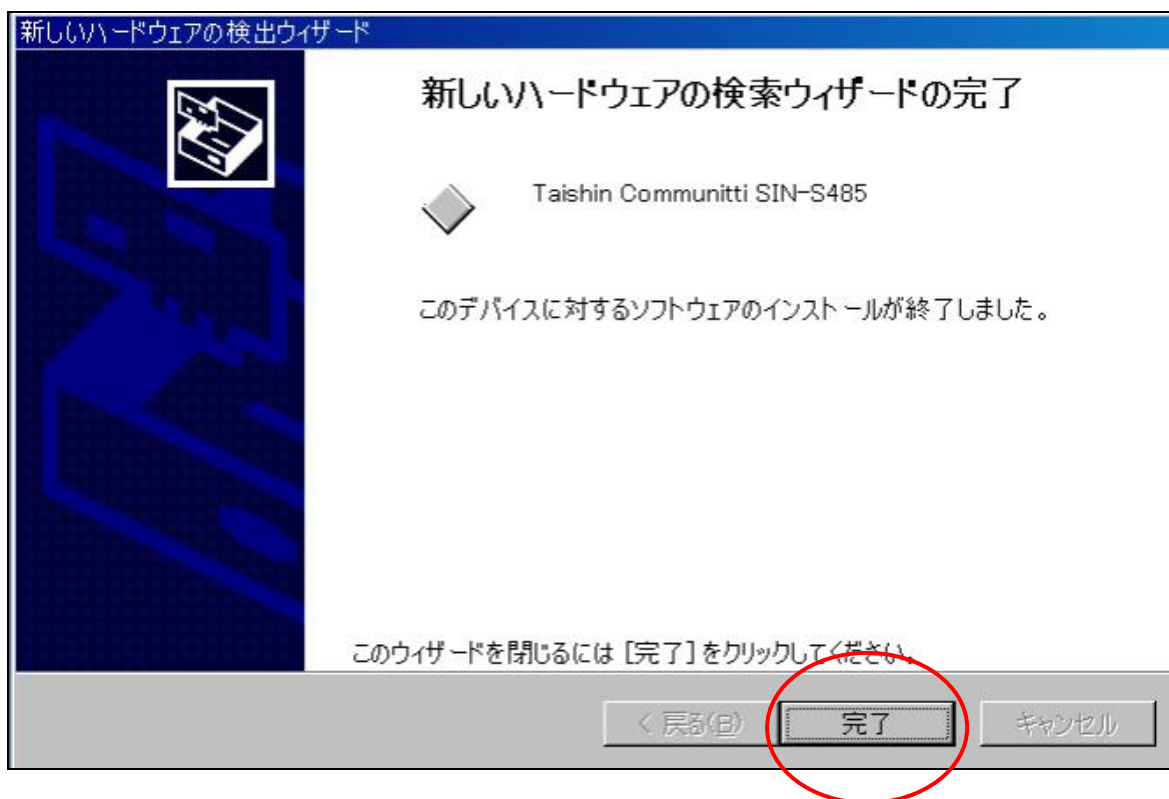 新しいハードウェアの検出ウィザード
新しいハードウェアの検索ウィザードの完了
Taishin Communitti SIN-S485
このデバイスに対するソフトウェアのインストールが終了しました。
このウィザードを閉じるには［完了］をクリックしてください。
< 戻る(B) 完了 キャンセル